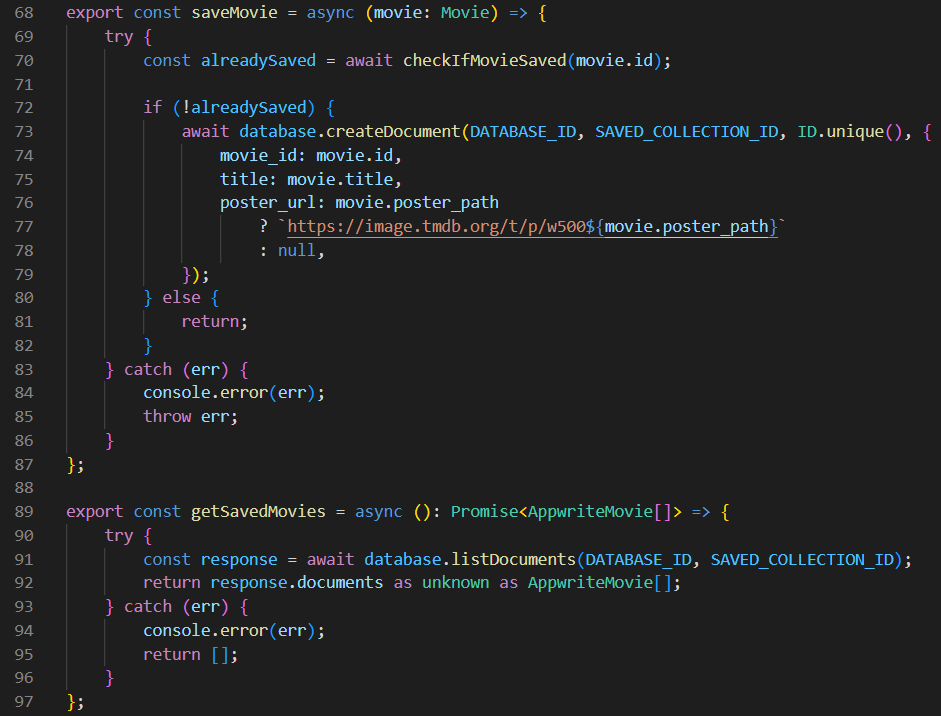 68 export const saveMovie = async (movie: Movie) => {
69     try {
70         const alreadySaved = await checkIfMovieSaved(movie.id);
71
72         if (!alreadySaved) {
73             await database.createDocument(DATABASE_ID, SAVED_COLLECTION_ID, ID.unique(), {
74                 movie_id: movie.id,
75                 title: movie.title,
76                 poster_url: movie.poster_path
77                     ? `https://image.tmdb.org/t/p/w500${movie.poster_path}`
78                     : null,
79             });
80         } else {
81             return;
82         }
83     } catch (err) {
84         console.error(err);
85         throw err;
86     }
87 };
88
89 export const getSavedMovies = async (): Promise<AppwriteMovie[]> => {
90     try {
91         const response = await database.listDocuments(DATABASE_ID, SAVED_COLLECTION_ID);
92         return response.documents as unknown as AppwriteMovie[];
93     } catch (err) {
94         console.error(err);
95         return [];
96     }
97 };